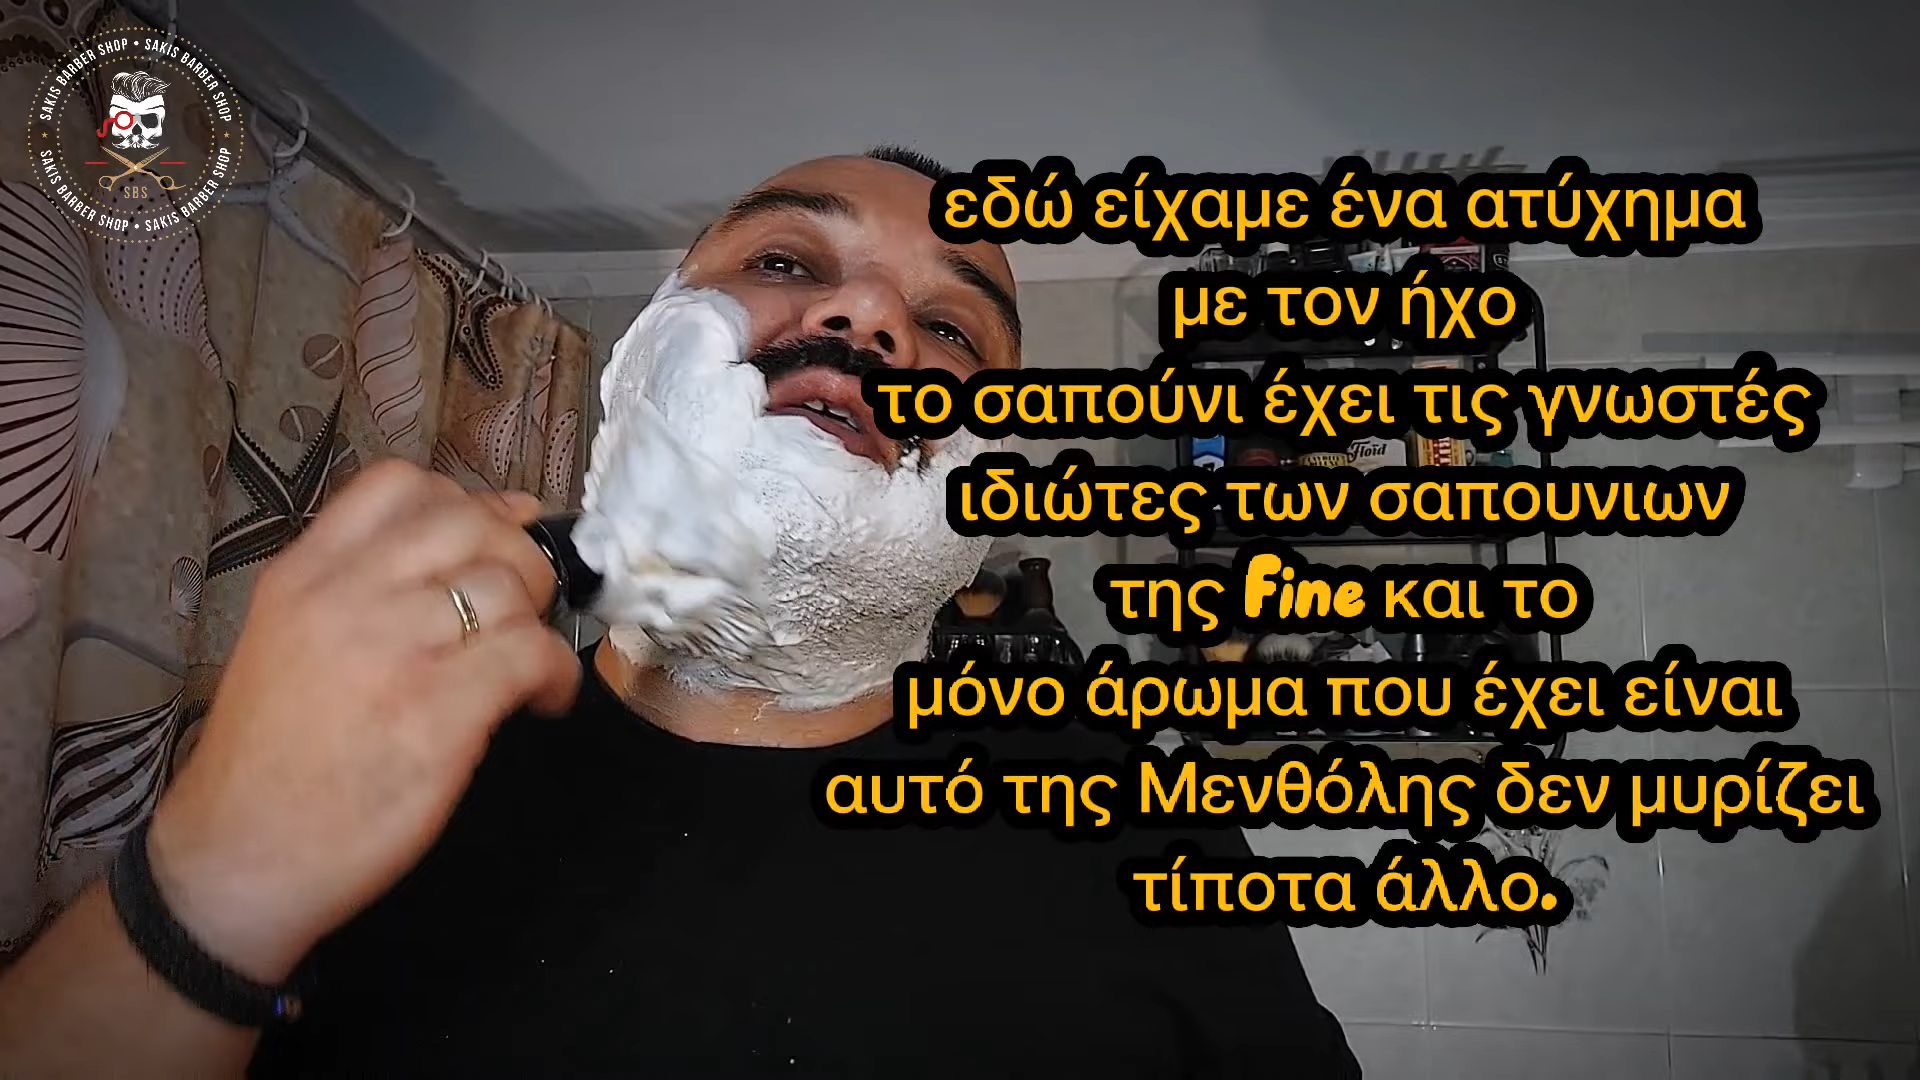 SAKIS BARBER SHOP • SAKIS BARBER SHOP
SBS
SAKIS BARBER SHOP • SAKIS BARBER SHOP
εδώ είχαμε ένα ατύχημα
με τον ήχο
το σαπούνι έχει τις γνωστές
ιδιώτες των σαπουνιων
της Fine και το
μόνο άρωμα που έχει είναι
αυτό της Μενθόλης δεν μυρίζει
τίποτα άλλο.
Floïd